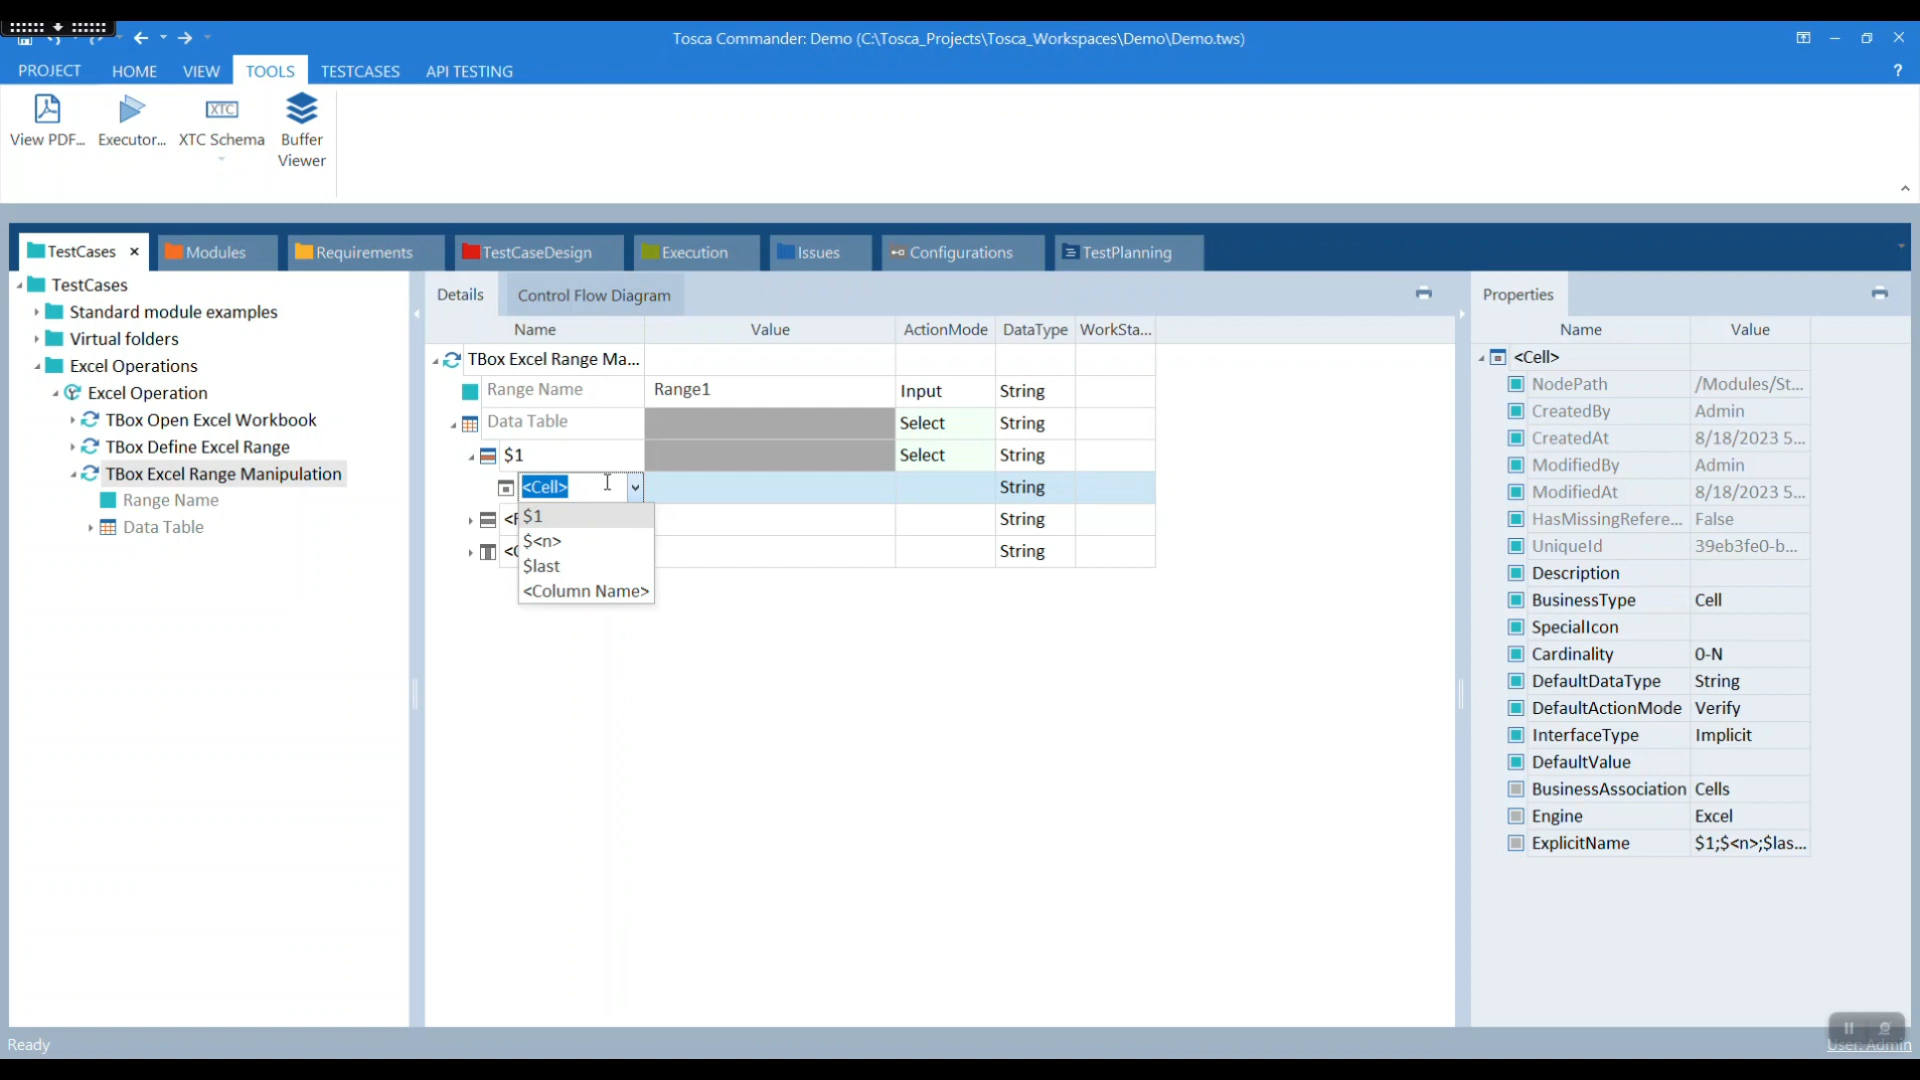 Tosca Commander: Demo (C:\Tosca_Projects\Tosca_Workspaces\Demo\Demo.tws)
PROJECT HOME VIEW TOOLS TESTCASES API TESTING ?
View PDF... Executor... XTC Schema Buffer Viewer
XTC
TestCases × Modules Requirements TestCaseDesign Execution Issues Configurations TestPlanning
TestCases
Standard module examples
Virtual folders
Excel Operations
Excel Operation
TBox Open Excel Workbook
TBox Define Excel Range
TBox Excel Range Manipulation
Range Name
Data Table
Details Control Flow Diagram
Name Value ActionMode DataType WorkSta...
TBox Excel Range Ma...
Range Name Range1 Input String
Data Table Select String
$1 Select String
<Cell> String
<F String
<C String
$1
$<n>
$last
<Column Name>
Properties
Name Value
<Cell>
NodePath /Modules/St...
CreatedBy Admin
CreatedAt 8/18/2023 5...
ModifiedBy Admin
ModifiedAt 8/18/2023 5...
HasMissingRefere... False
UniqueId 39eb3fe0-b...
Description
BusinessType Cell
SpecialIcon
Cardinality 0-N
DefaultDataType String
DefaultActionMode Verify
InterfaceType Implicit
DefaultValue
BusinessAssociation Cells
Engine Excel
ExplicitName $1;$<n>;$las...
Ready
User: Admin